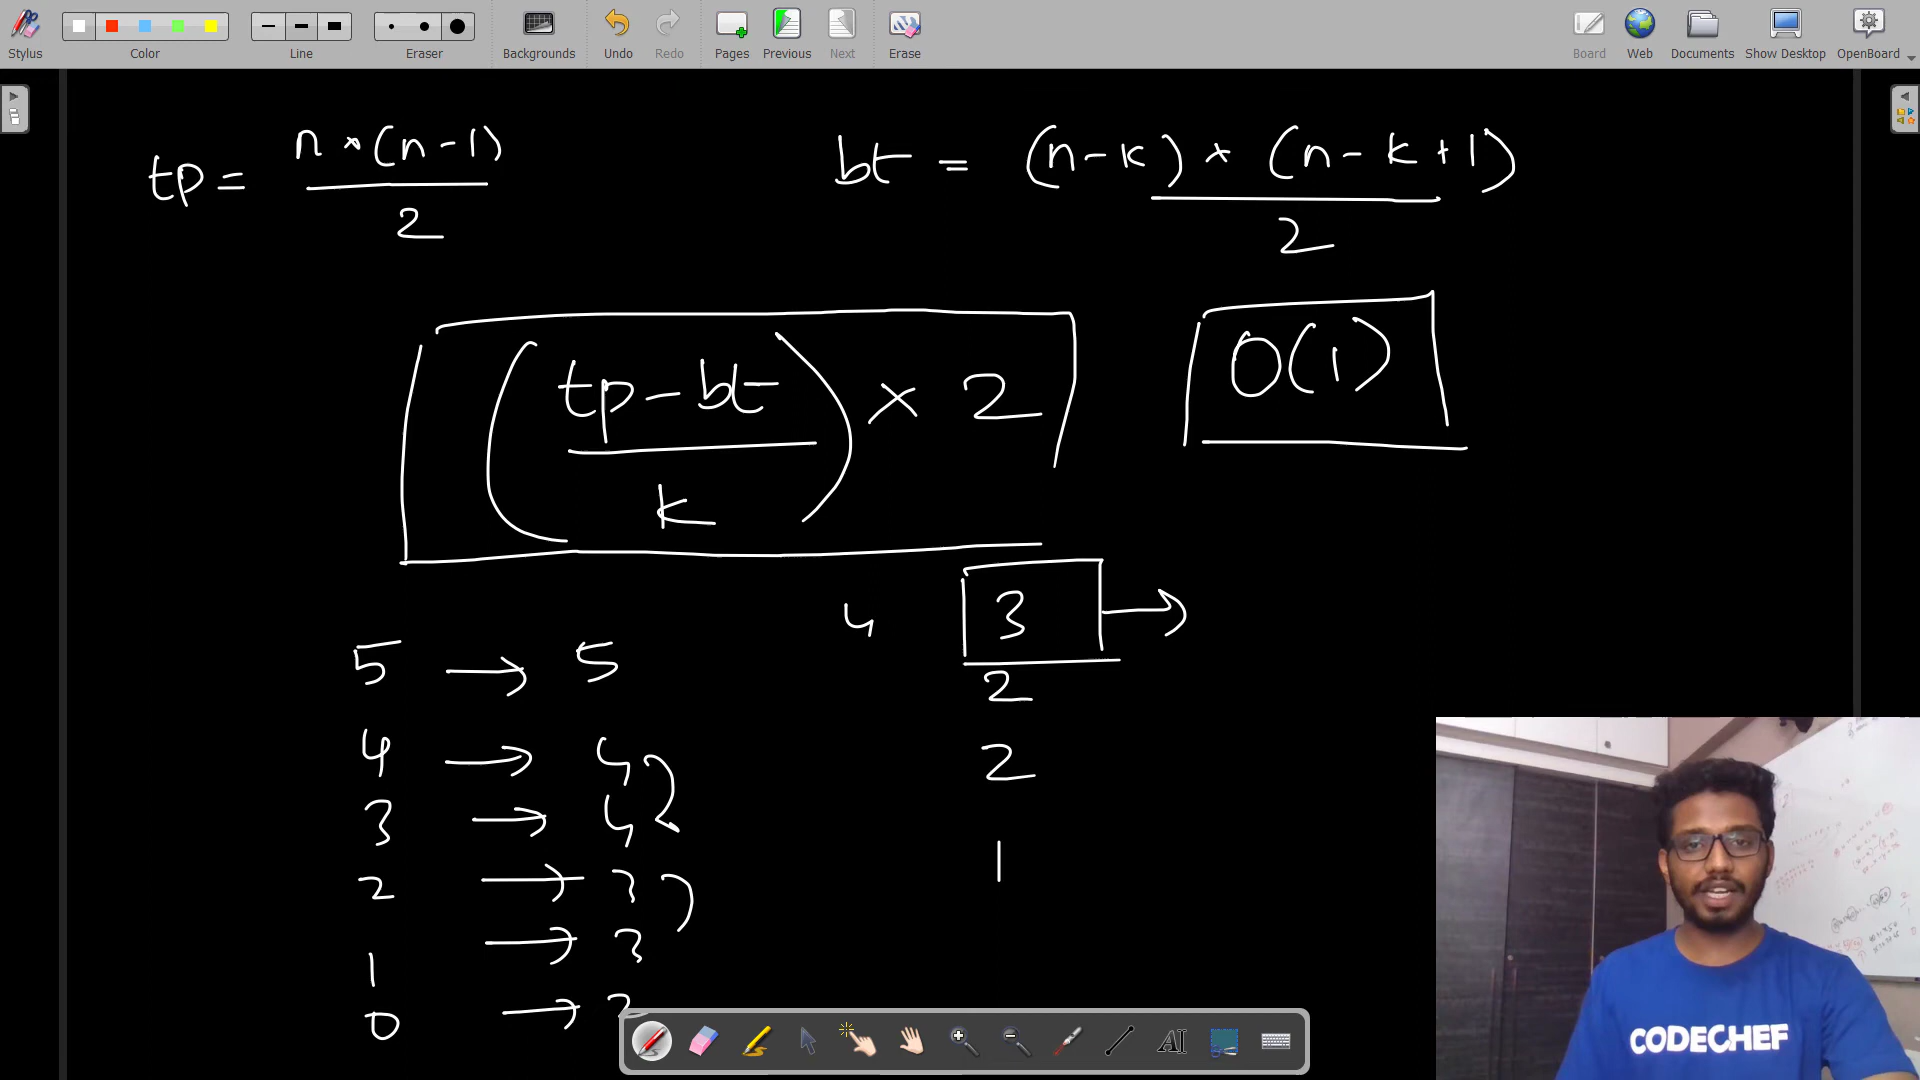 Stylus Color Line Eraser Backgrounds Undo Redo Pages Previous Next Erase Board Web Documents Show Desktop OpenBoard
tp = n × (n - 1) / 2
bt = (n - k) × (n - k + 1) / 2
(tp - bt / k) × 2
O(1)
4 3 →
2
5 → 5
4 → 4
2
3 → 4
2 → 3
1
1 → 3
0 →
AI
CODECHEF